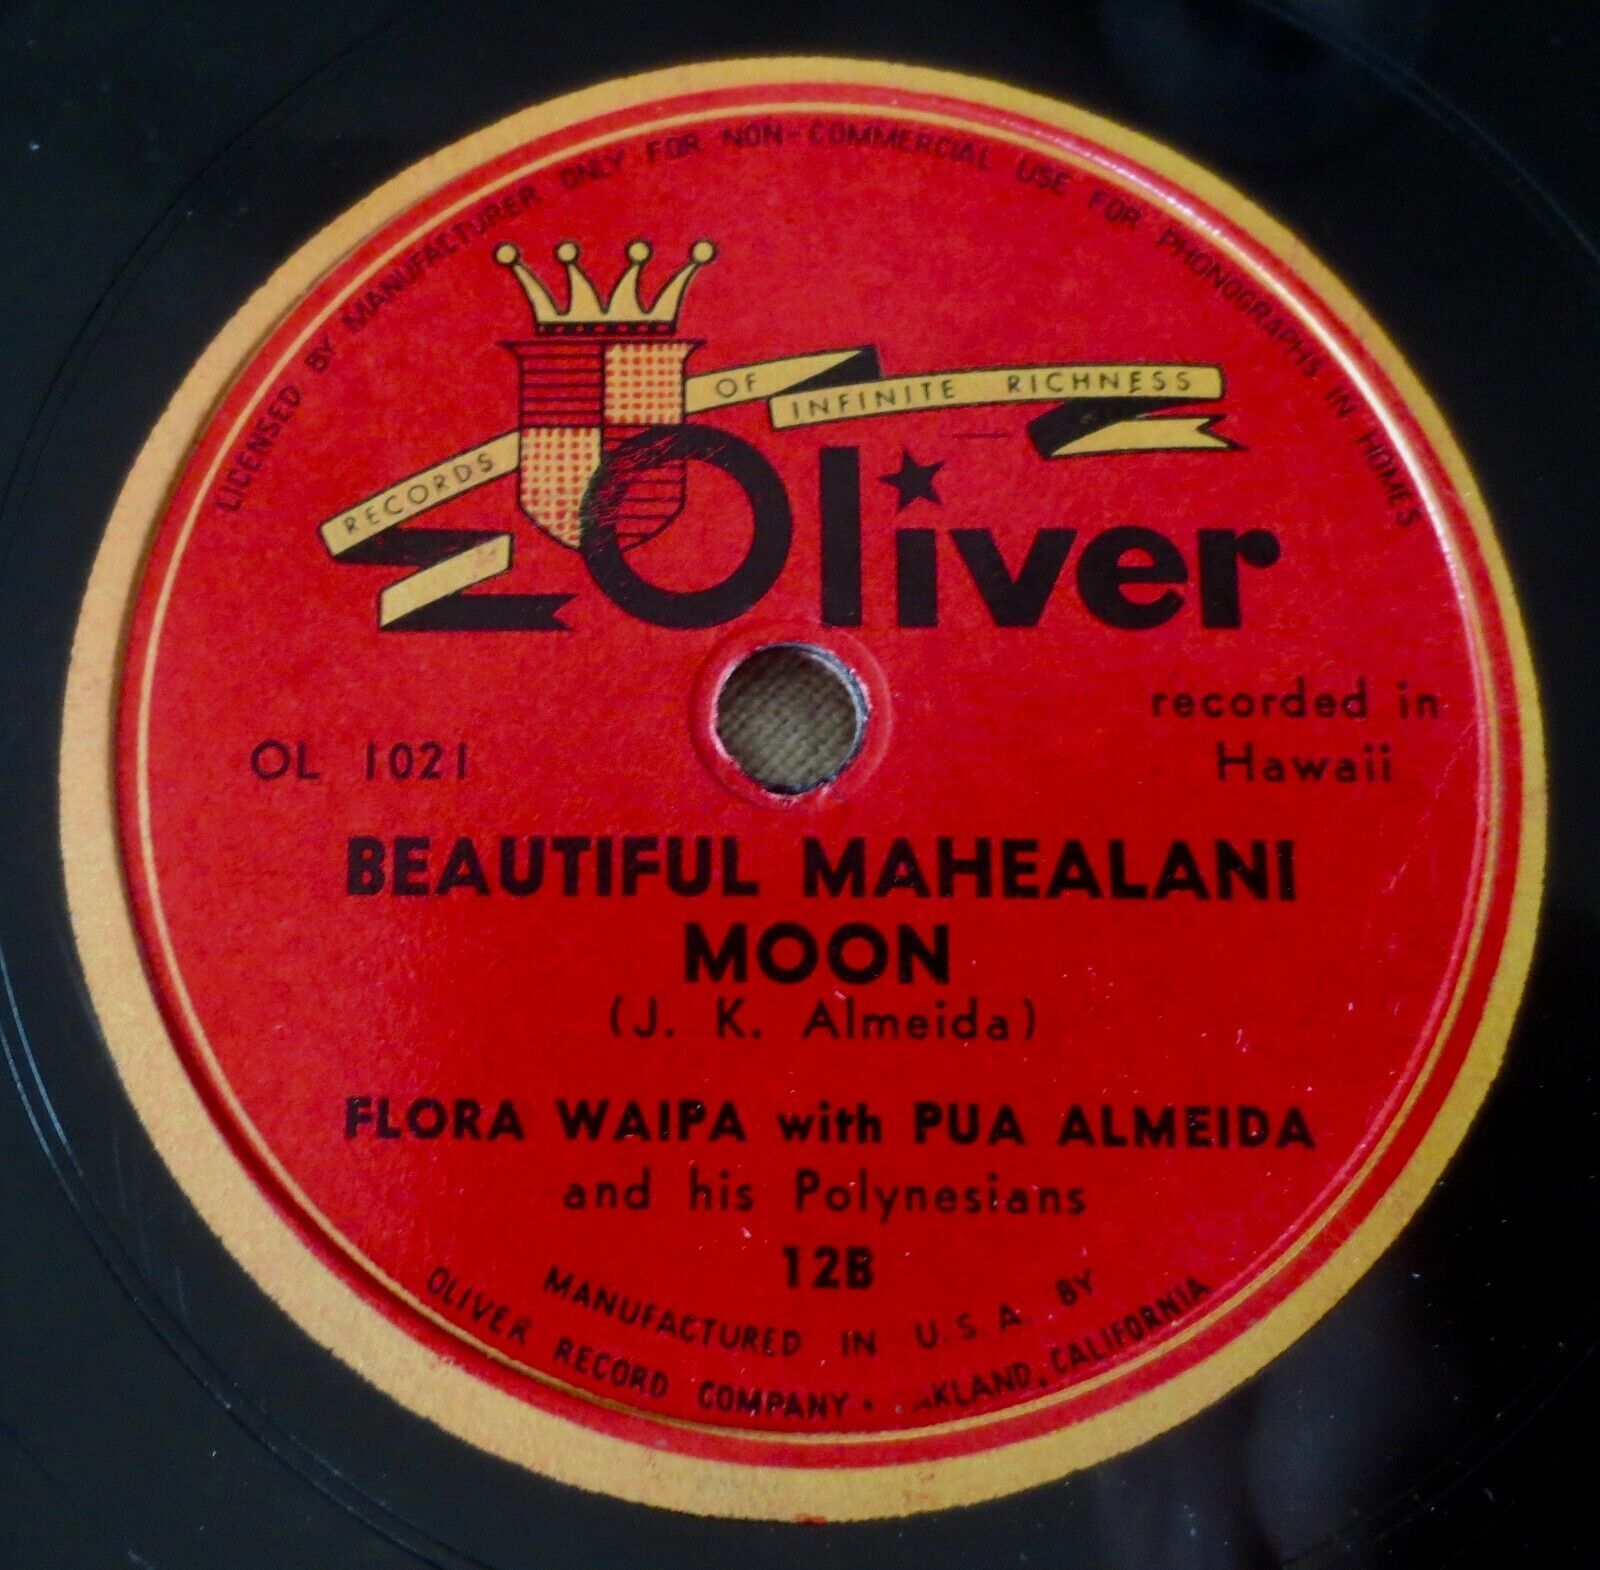 LICENSED BY MANUFACTURER ONLY FOR NON-COMMERCIAL USE FOR PHONOGRAPHS IN HOMES
RECORDS OF INFINITE RICHNESS
Oliver
recorded in
Hawaii
OL 1021
BEAUTIFUL MAHEALANI
MOON
(J. K. Almeida)
FLORA WAIPA with PUA ALMEIDA
and his Polynesians
12B
MANUFACTURED IN U. S. A. BY
OLIVER RECORD COMPANY • OAKLAND, CALIFORNIA